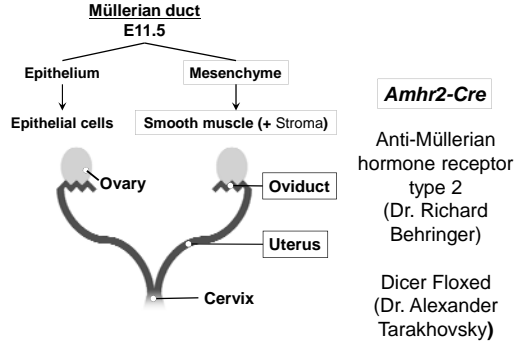 Müllerian duct
E11.5
Epithelium
Mesenchyme
Epithelial cells
Smooth muscle (+ Stroma)
Ovary
Oviduct
Uterus
Cervix
Amhr2-Cre
Anti-Müllerian
hormone receptor
type 2
(Dr. Richard
Behringer)
Dicer Floxed
(Dr. Alexander
Tarakhovsky)